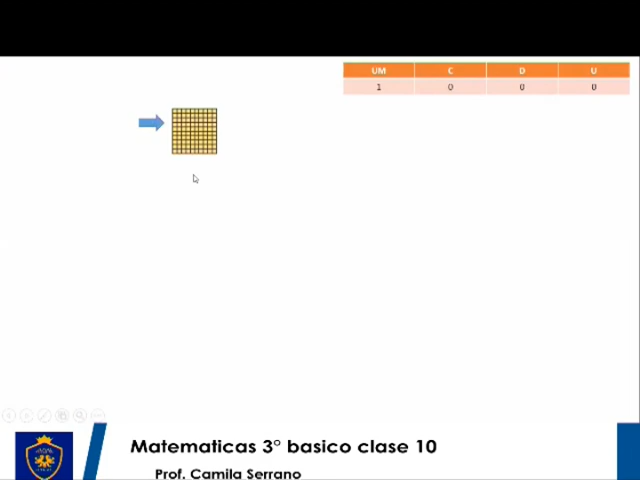 UM C D U
1 0 0 0
Matematicas 3° basico clase 10
Prof. Camila Serrano